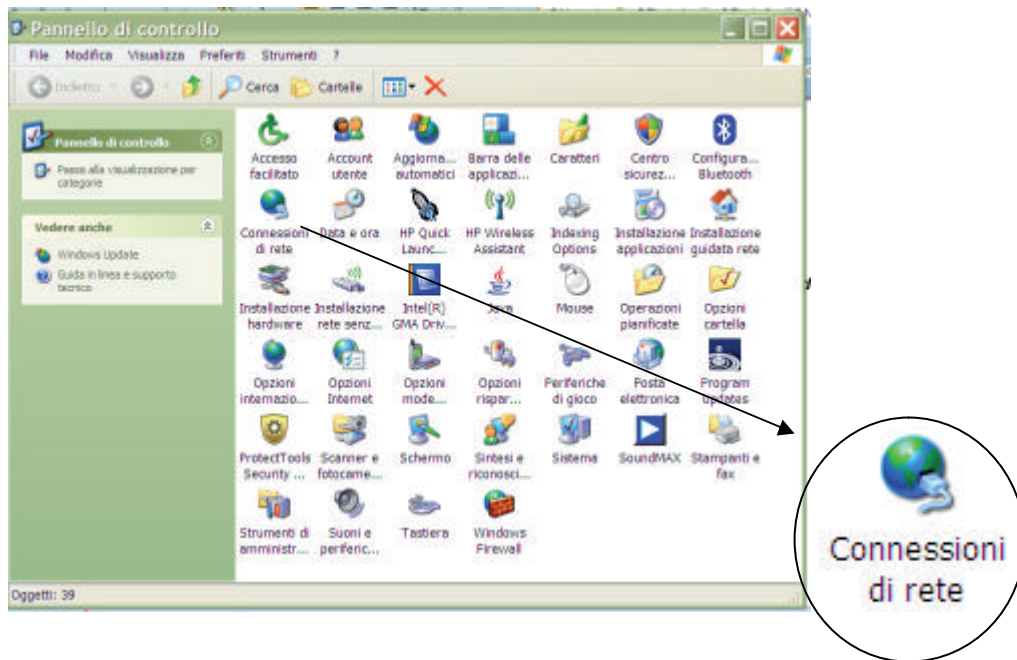 Pannello di controllo
File Modifica Visualizza Preferiti Strumenti ?
Indietro Cerca Cartelle
Pannello di controllo
Passa alla visualizzazione per
categorie
Vedere anche
Windows Update
Guida in linea e supporto
tecnico
Accesso
facilitato
Account
utente
Aggiorna...
automatici
Barra delle
applicazi...
Caratteri
Centro
sicurez...
Configura...
Bluetooth
Connessioni
di rete
Data e ora
HP Quick
Launc...
HP Wireless
Assistant
Indexing
Options
Installazione
applicazioni
Installazione
guidata rete
Installazione
hardware
Installazione
rete senz...
Intel(R)
GMA Driv...
Java
Mouse
Operazioni
pianificate
Opzioni
cartella
Opzioni
internazio...
Opzioni
Internet
Opzioni
mode...
Opzioni
rispar...
Periferiche
di gioco
Posta
elettronica
Program
Updates
ProtectTools
Security ...
Scanner e
fotocame...
Schermo
Sintesi e
riconosci...
Sistema
SoundMAX
Stampanti e
fax
Strumenti di
amministr...
Suoni e
periferic...
Tastiera
Windows
Firewall
Oggetti: 39
Connessioni
di rete